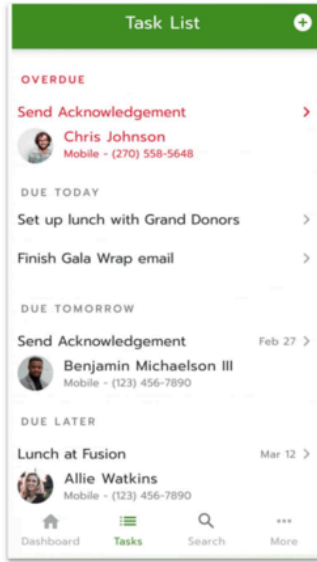 Task List
OVERDUE
Send Acknowledgement
Chris Johnson
Mobile - (270) 558-5648
DUE TODAY
Set up lunch with Grand Donors
Finish Gala Wrap email
DUE TOMORROW
Send Acknowledgement Feb 27
Benjamin Michaelson III
Mobile - (123) 456-7890
DUE LATER
Lunch at Fusion Mar 12
Allie Watkins
Mobile - (123) 456-7890
Dashboard Tasks Search More